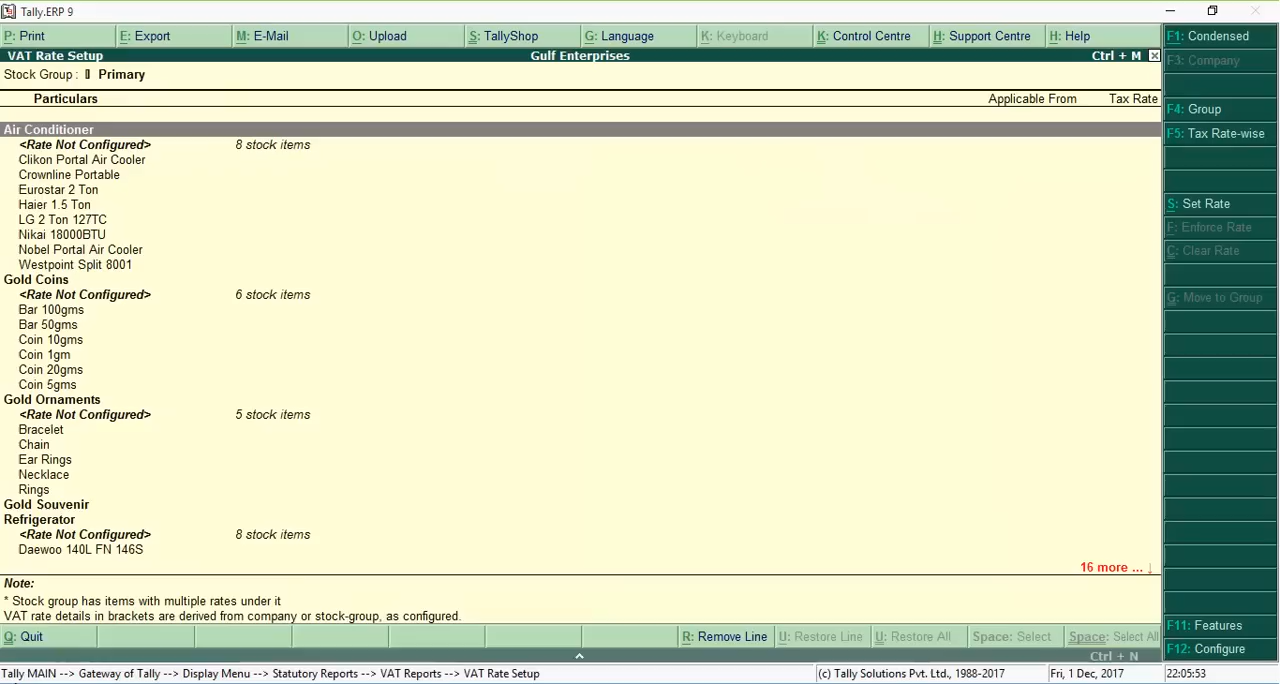 Tally.ERP 9
P: Print E: Export M: E-Mail O: Upload S: TallyShop G: Language K: Keyboard K: Control Centre H: Support Centre H: Help
VAT Rate Setup Gulf Enterprises Ctrl + M
Stock Group : Primary
Particulars Applicable From Tax Rate
Air Conditioner
<Rate Not Configured> 8 stock items
Clikon Portal Air Cooler
Crownline Portable
Eurostar 2 Ton
Haier 1.5 Ton
LG 2 Ton 127TC
Nikai 18000BTU
Nobel Portal Air Cooler
Westpoint Split 8001
Gold Coins
<Rate Not Configured> 6 stock items
Bar 100gms
Bar 50gms
Coin 10gms
Coin 1gm
Coin 20gms
Coin 5gms
Gold Ornaments
<Rate Not Configured> 5 stock items
Bracelet
Chain
Ear Rings
Necklace
Rings
Gold Souvenir
Refrigerator
<Rate Not Configured> 8 stock items
Daewoo 140L FN 146S
16 more ... ↓
Note:
* Stock group has items with multiple rates under it
VAT rate details in brackets are derived from company or stock-group, as configured.
Q: Quit R: Remove Line U: Restore Line U: Restore All Space: Select Space: Select All
Ctrl + N
F1: Condensed
F3: Company
F4: Group
F5: Tax Rate-wise
S: Set Rate
F: Enforce Rate
C: Clear Rate
G: Move to Group
F11: Features
F12: Configure
Tally MAIN --> Gateway of Tally --> Display Menu --> Statutory Reports --> VAT Reports --> VAT Rate Setup (c) Tally Solutions Pvt. Ltd., 1988-2017 Fri, 1 Dec, 2017 22:05:53